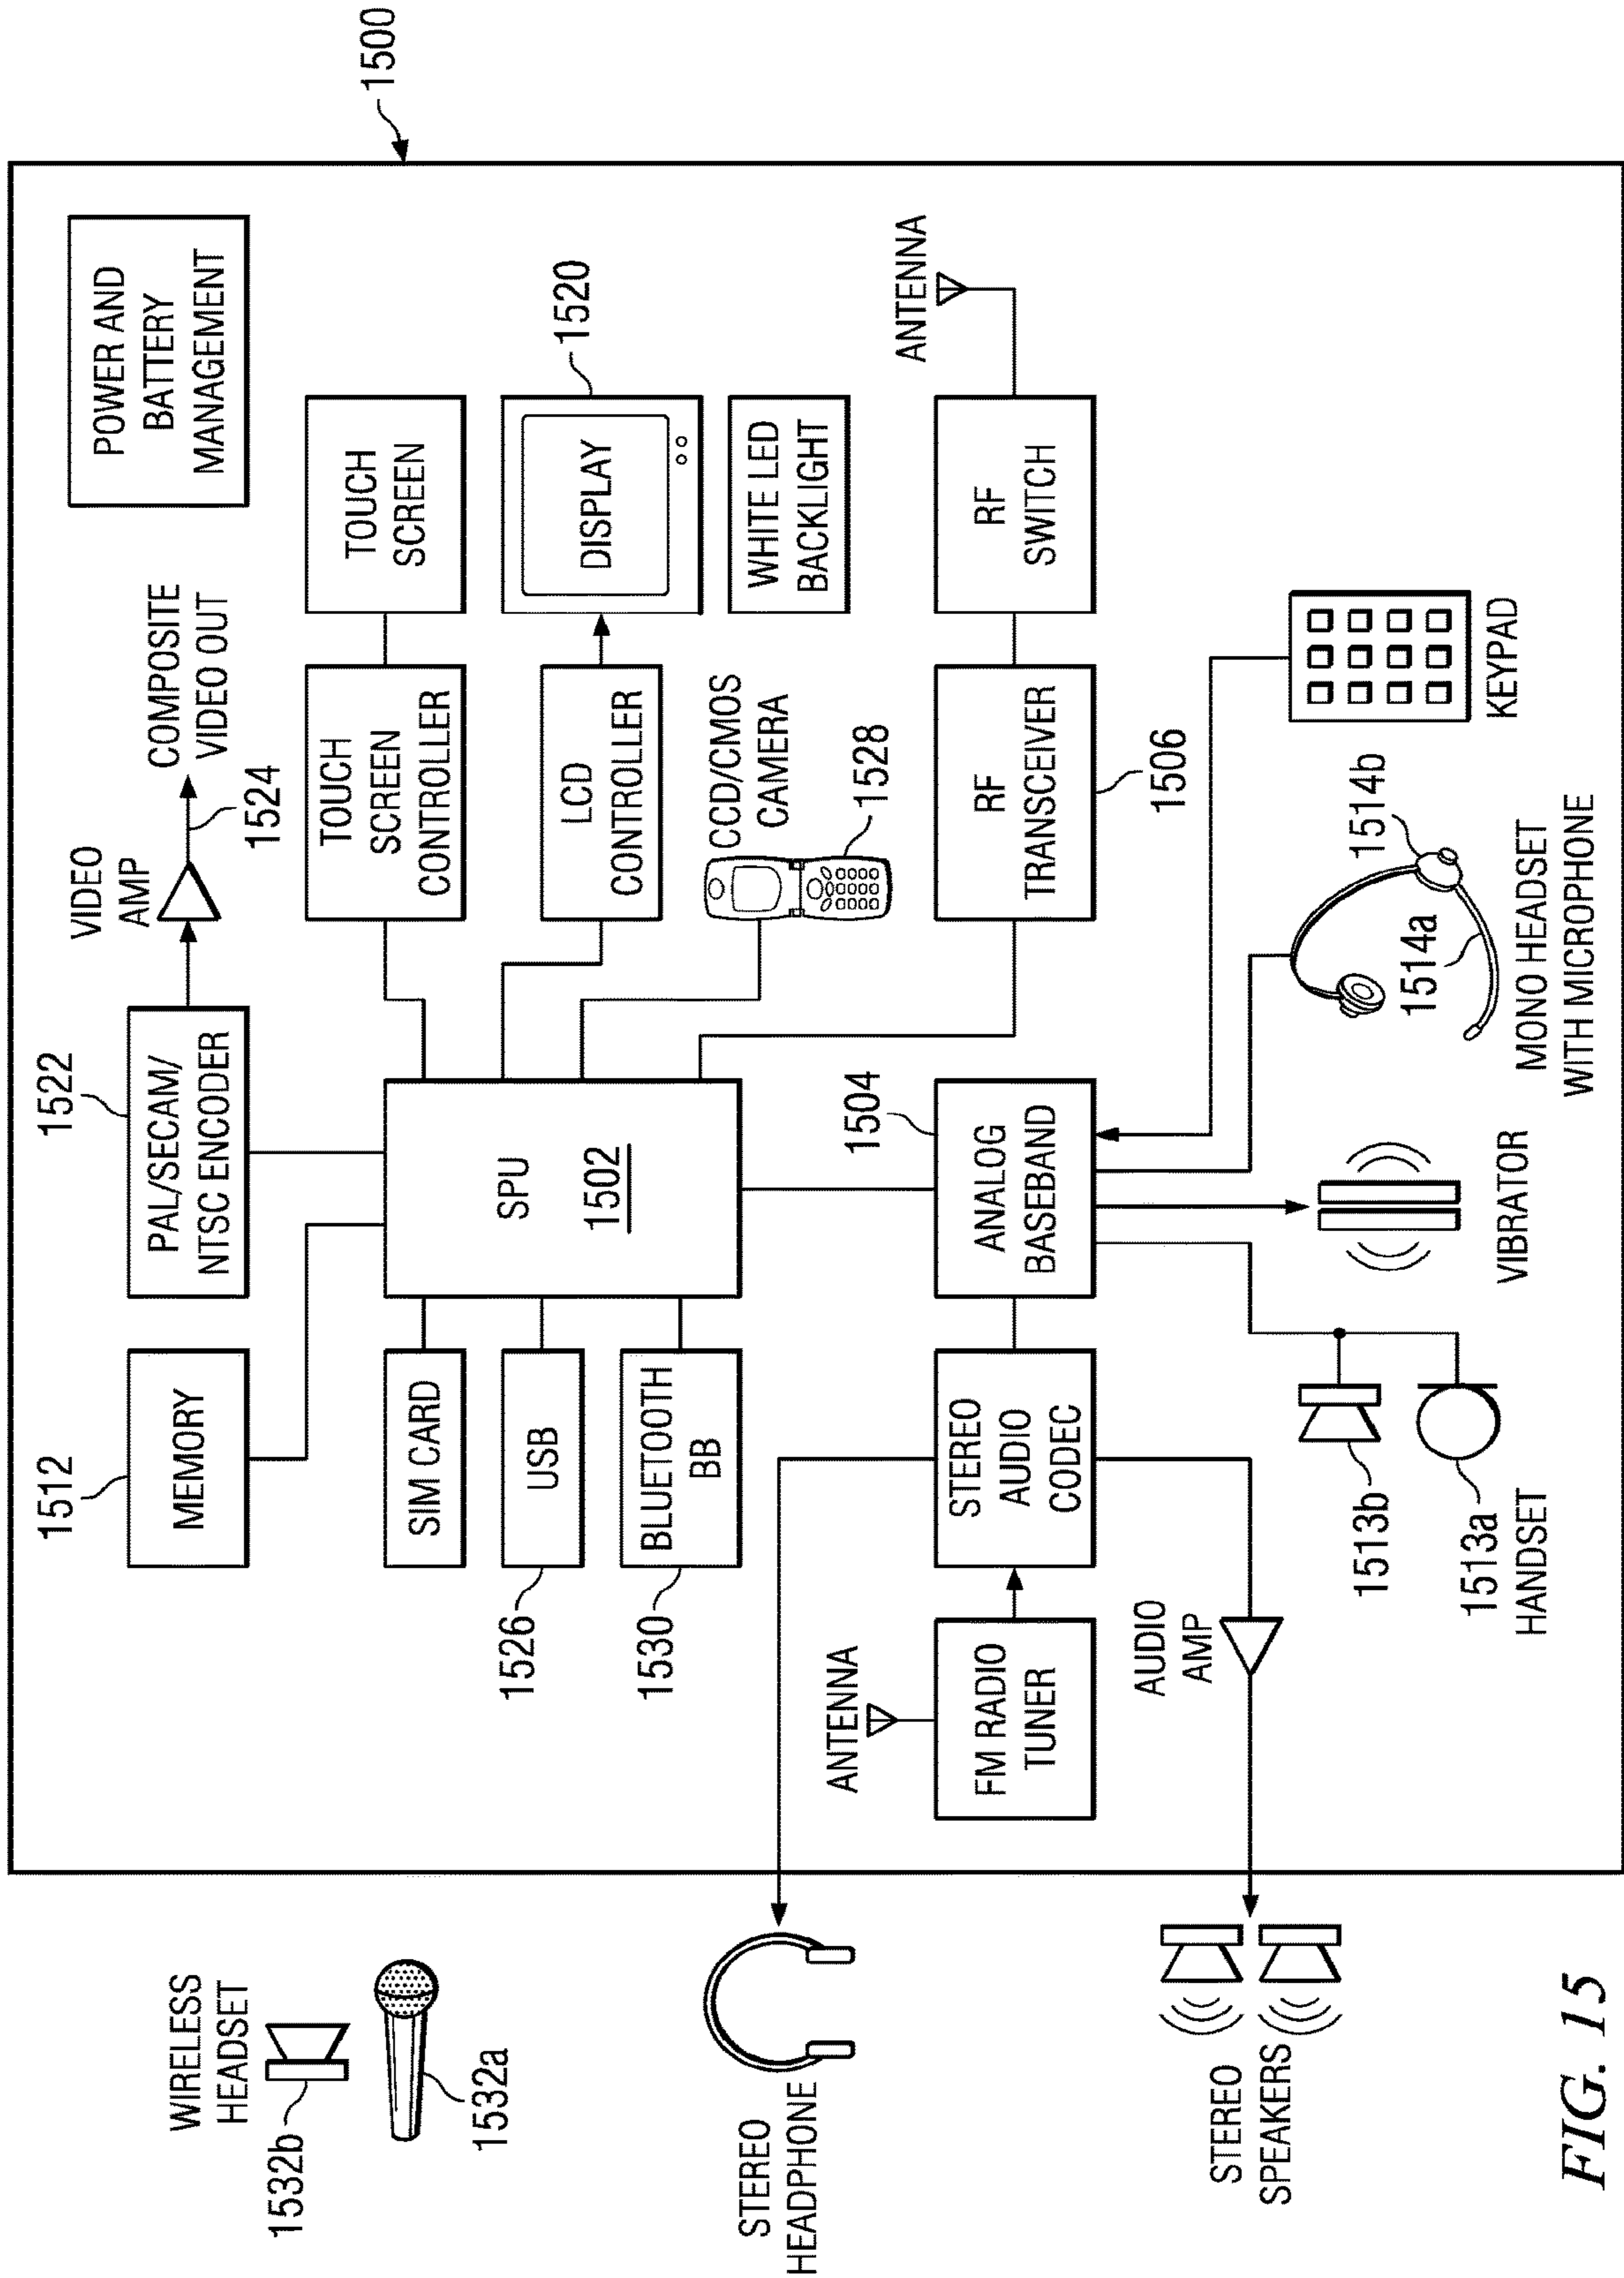 1500
POWER AND
BATTERY
MANAGEMENT
COMPOSITE
VIDEO OUT
VIDEO
AMP
1524
1522
PAL/SECAM/
NTSC ENCODER
1512
MEMORY
WIRELESS
HEADSET
1532b
1532a
TOUCH
SCREEN
TOUCH
SCREEN
CONTROLLER
1520
DISPLAY
LCD
CONTROLLER
WHITE LED
BACKLIGHT
CCD/CMOS
CAMERA
1528
SPU
1502
SIM CARD
USB
1526
BLUETOOTH
BB
1530
STEREO
HEADPHONE
ANTENNA
RF
SWITCH
RF
TRANSCEIVER
1506
1504
ANALOG
BASEBAND
STEREO
AUDIO
CODEC
ANTENNA
FM RADIO
TUNER
AUDIO
AMP
STEREO
SPEAKERS
KEYPAD
1514b
1514a
MONO HEADSET
WITH MICROPHONE
VIBRATOR
1513b
1513a
HANDSET
FIG. 15